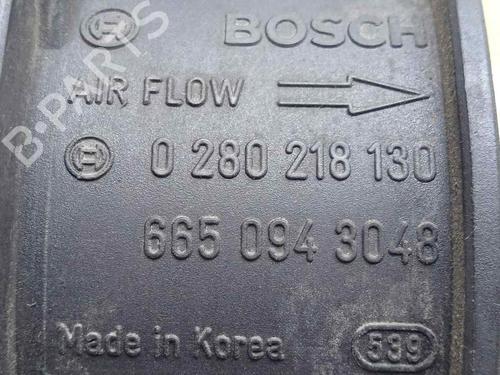 BOSCH
AIR FLOW
0 280 218 130
665 094 3048
Made in Korea 539
B-PARTS